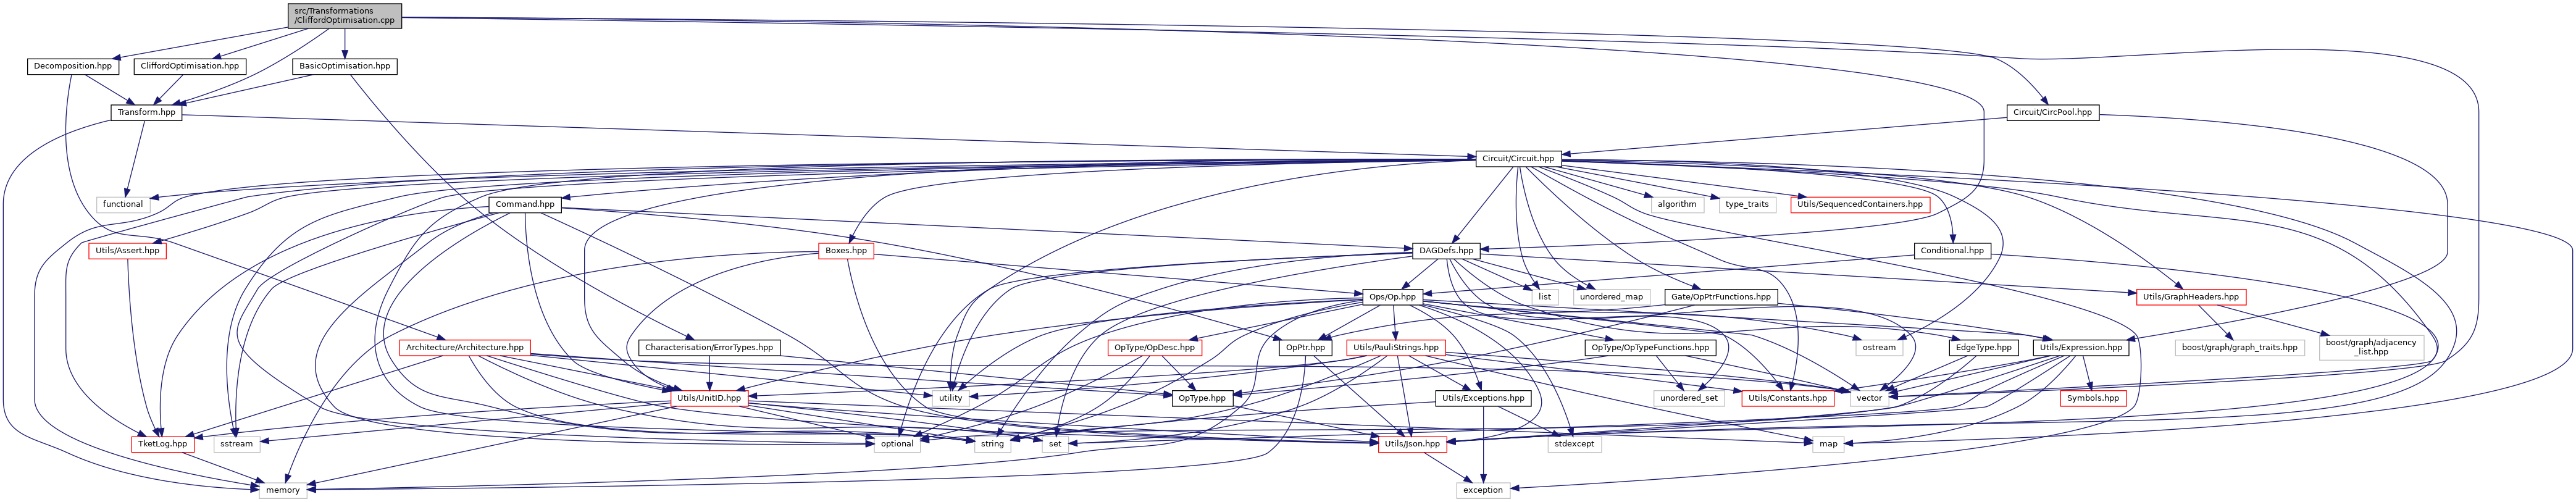 src/Transformations
/CliffordOptimisation.cpp
Decomposition.hpp
CliffordOptimisation.hpp
BasicOptimisation.hpp
Transform.hpp
Circuit/CircPool.hpp
Circuit/Circuit.hpp
functional
Command.hpp
algorithm
type_traits
Utils/SequencedContainers.hpp
Utils/Assert.hpp
Boxes.hpp
DAGDefs.hpp
Conditional.hpp
Ops/Op.hpp
list
unordered_map
Gate/OpPtrFunctions.hpp
Utils/GraphHeaders.hpp
Architecture/Architecture.hpp
Characterisation/ErrorTypes.hpp
OpType/OpDesc.hpp
OpPtr.hpp
Utils/PauliStrings.hpp
OpType/OpTypeFunctions.hpp
ostream
EdgeType.hpp
Utils/Expression.hpp
boost/graph/graph_traits.hpp
boost/graph/adjacency
_list.hpp
Utils/UnitID.hpp
utility
OpType.hpp
Utils/Exceptions.hpp
unordered_set
Utils/Constants.hpp
vector
Symbols.hpp
TketLog.hpp
sstream
optional
string
set
Utils/Json.hpp
stdexcept
map
memory
exception